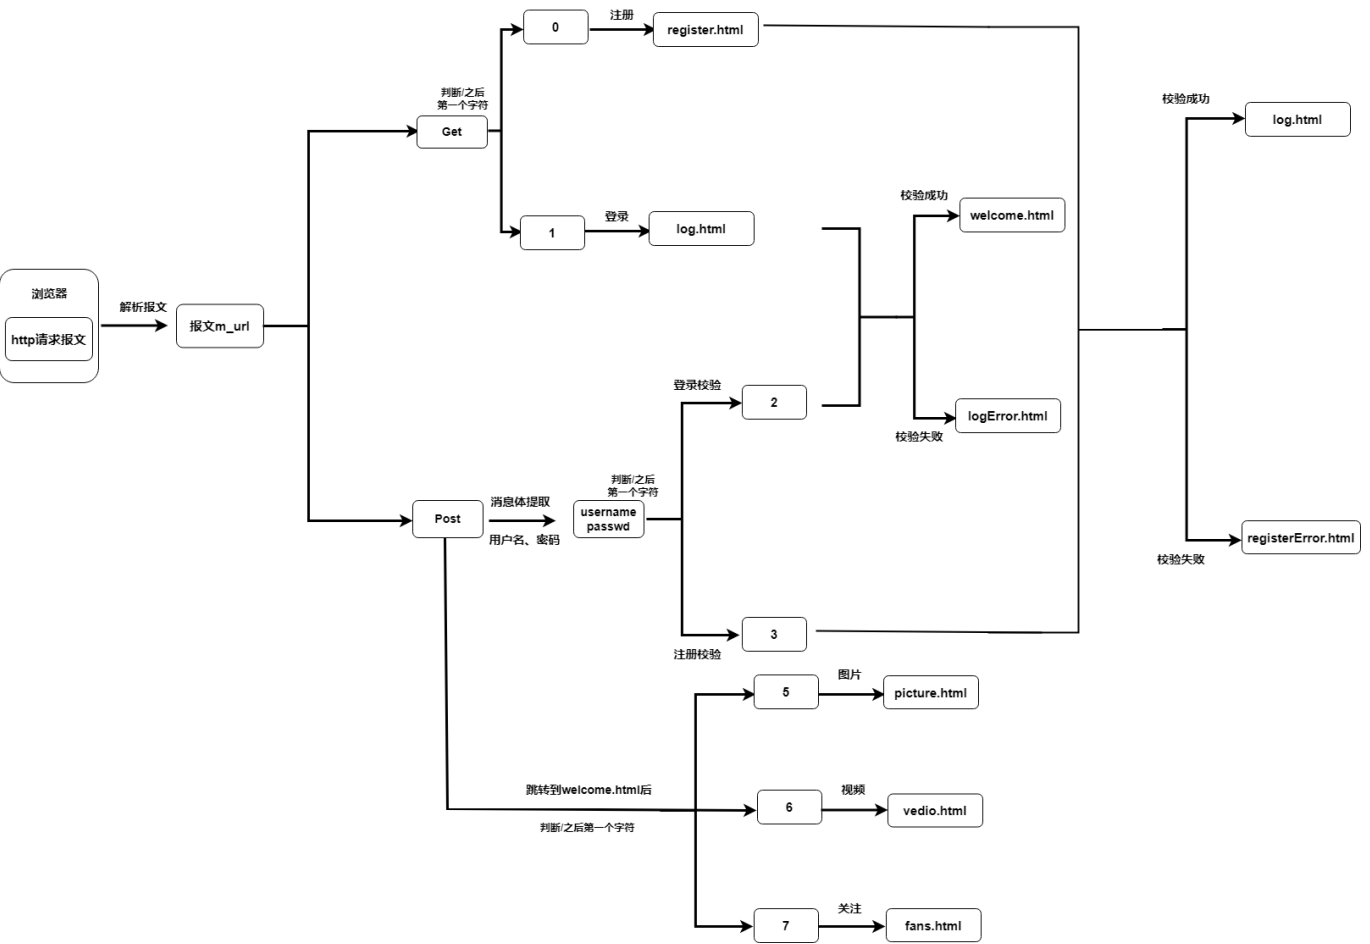 0
注册
register.html
判断/之后
第一个字符
Get
校验成功
log.html
1
登录
log.html
校验成功
welcome.html
浏览器
http请求报文
解析报文
报文m_url
登录校验
2
logError.html
校验失败
判断/之后
第一个字符
Post
消息体提取
用户名、密码
username
passwd
registerError.html
校验失败
3
注册校验
5
图片
picture.html
跳转到welcome.html后
判断/之后第一个字符
6
视频
vedio.html
7
关注
fans.html